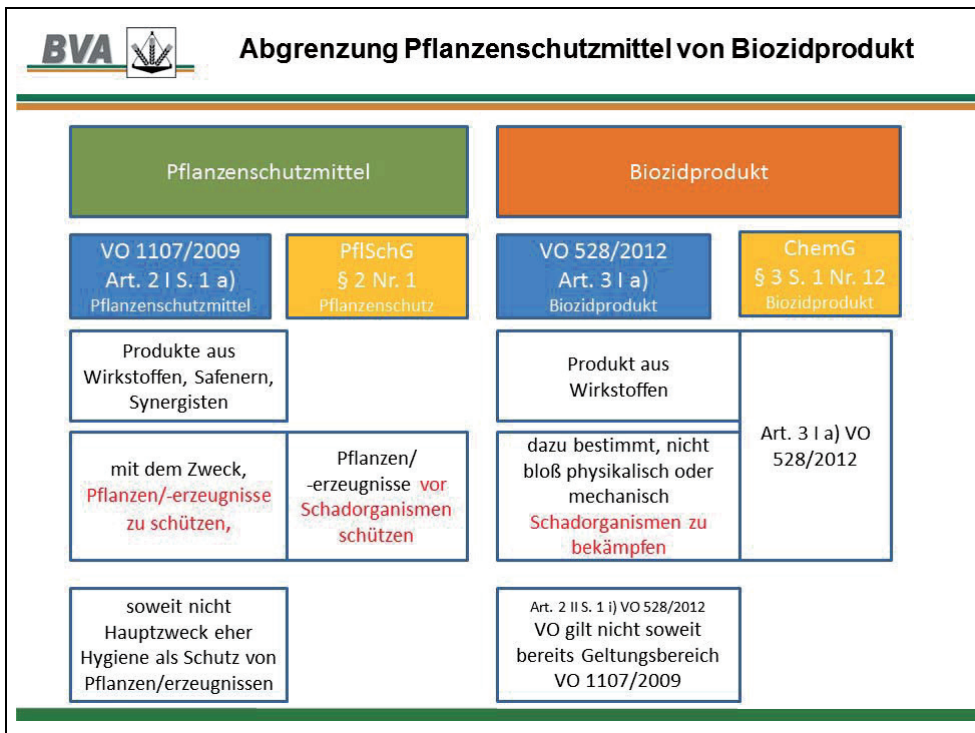 BVA
Abgrenzung Pflanzenschutzmittel von Biozidprodukt
Pflanzenschutzmittel
Biozidprodukt
VO 1107/2009
Art. 2 I S. 1 a)
Pflanzenschutzmittel
PflSchG
§ 2 Nr. 1
Pflanzenschutz
VO 528/2012
Art. 3 I a)
Biozidprodukt
ChemG
§ 3 S. 1 Nr. 12
Biozidprodukt
Produkte aus
Wirkstoffen, Safenern,
Synergisten
Produkt aus
Wirkstoffen
Art. 3 I a) VO
528/2012
mit dem Zweck,
Pflanzen/-erzeugnisse
zu schützen,
Pflanzen/
-erzeugnisse vor
Schadorganismen
schützen
dazu bestimmt, nicht
bloß physikalisch oder
mechanisch
Schadorganismen zu
bekämpfen
soweit nicht
Hauptzweck eher
Hygiene als Schutz von
Pflanzen/erzeugnissen
Art. 2 II S. 1 i) VO 528/2012
VO gilt nicht soweit
bereits Geltungsbereich
VO 1107/2009